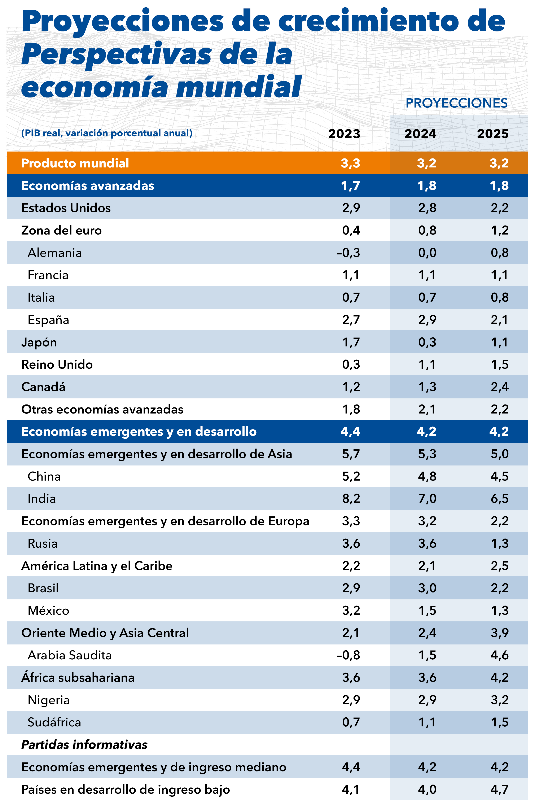 Proyecciones de crecimiento de
Perspectivas de la
economía mundial
PROYECCIONES
(PIB real, variación porcentual anual) 2023 2024 2025
Producto mundial 3,3 3,2 3,2
Economías avanzadas 1,7 1,8 1,8
Estados Unidos 2,9 2,8 2,2
Zona del euro 0,4 0,8 1,2
Alemania –0,3 0,0 0,8
Francia 1,1 1,1 1,1
Italia 0,7 0,7 0,8
España 2,7 2,9 2,1
Japón 1,7 0,3 1,1
Reino Unido 0,3 1,1 1,5
Canadá 1,2 1,3 2,4
Otras economías avanzadas 1,8 2,1 2,2
Economías emergentes y en desarrollo 4,4 4,2 4,2
Economías emergentes y en desarrollo de Asia 5,7 5,3 5,0
China 5,2 4,8 4,5
India 8,2 7,0 6,5
Economías emergentes y en desarrollo de Europa 3,3 3,2 2,2
Rusia 3,6 3,6 1,3
América Latina y el Caribe 2,2 2,1 2,5
Brasil 2,9 3,0 2,2
México 3,2 1,5 1,3
Oriente Medio y Asia Central 2,1 2,4 3,9
Arabia Saudita –0,8 1,5 4,6
África subsahariana 3,6 3,6 4,2
Nigeria 2,9 2,9 3,2
Sudáfrica 0,7 1,1 1,5
Partidas informativas
Economías emergentes y de ingreso mediano 4,4 4,2 4,2
Países en desarrollo de ingreso bajo 4,1 4,0 4,7